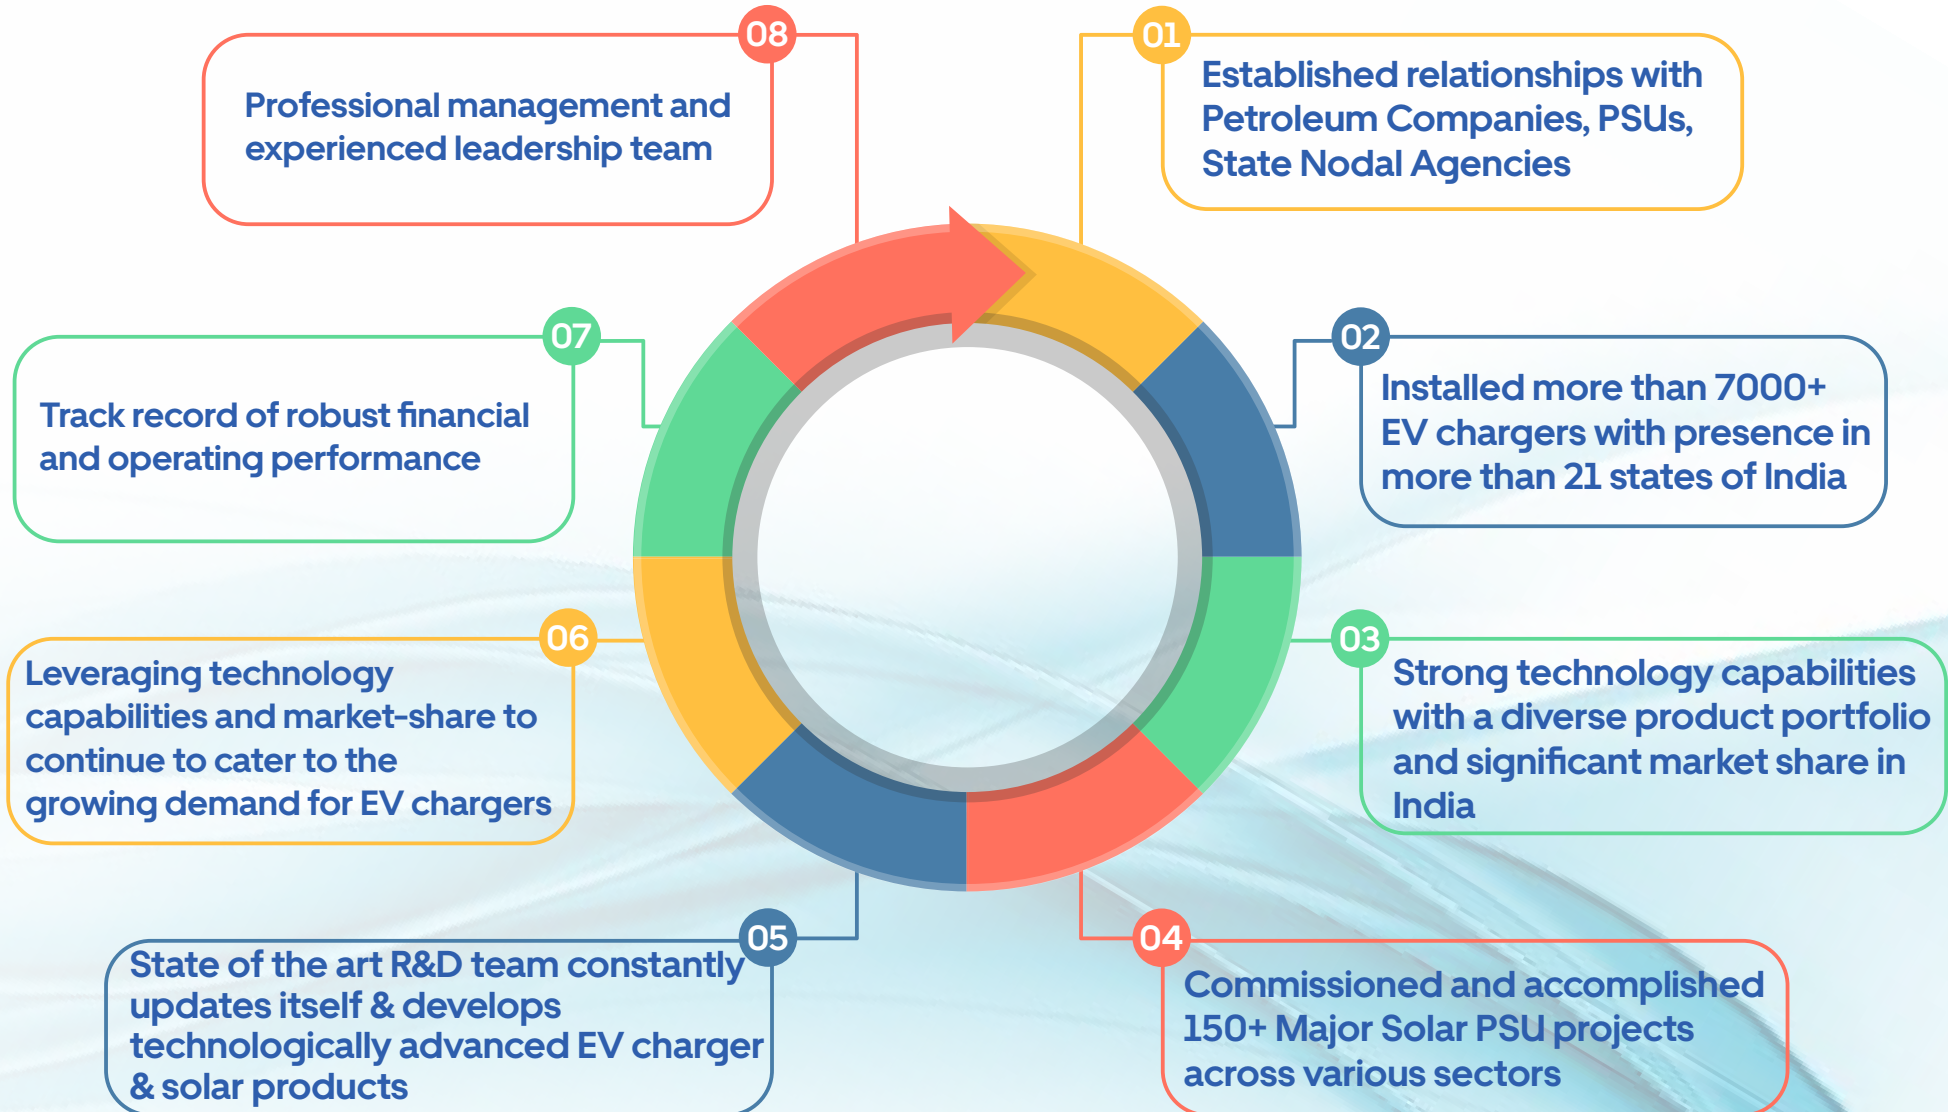 01
Established relationships with
Petroleum Companies, PSUs,
State Nodal Agencies
02
Installed more than 7000+
EV chargers with presence in
more than 21 states of India
03
Strong technology capabilities
with a diverse product portfolio
and significant market share in
India
04
Commissioned and accomplished
150+ Major Solar PSU projects
across various sectors
05
State of the art R&D team constantly
updates itself & develops
technologically advanced EV charger
& solar products
06
Leveraging technology
capabilities and market-share to
continue to cater to the
growing demand for EV chargers
07
Track record of robust financial
and operating performance
08
Professional management and
experienced leadership team